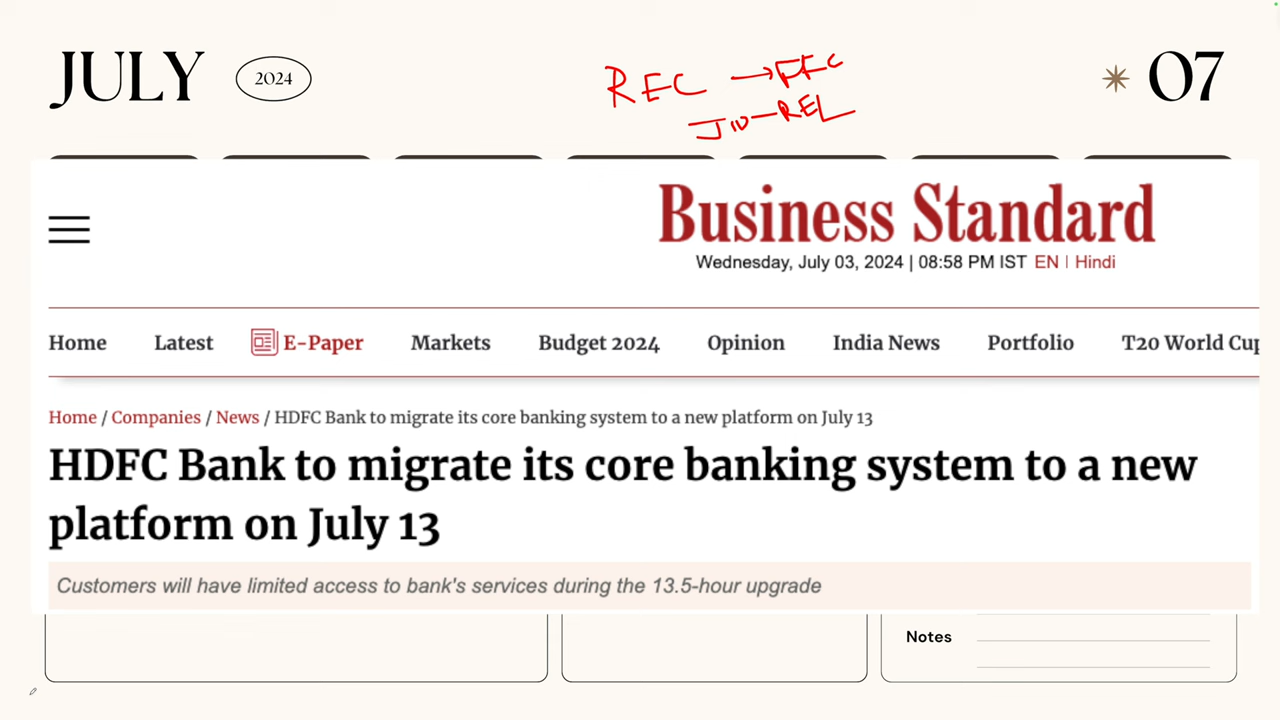 JULY
2024
REC → PFC
07
Business Standard
Wednesday, July 03, 2024 | 08:58 PM IST EN | Hindi
Home Latest E-Paper Markets Budget 2024 Opinion India News Portfolio T20 World Cup
Home / Companies / News / HDFC Bank to migrate its core banking system to a new platform on July 13
HDFC Bank to migrate its core banking system to a new
platform on July 13
Customers will have limited access to bank's services during the 13.5-hour upgrade
Notes